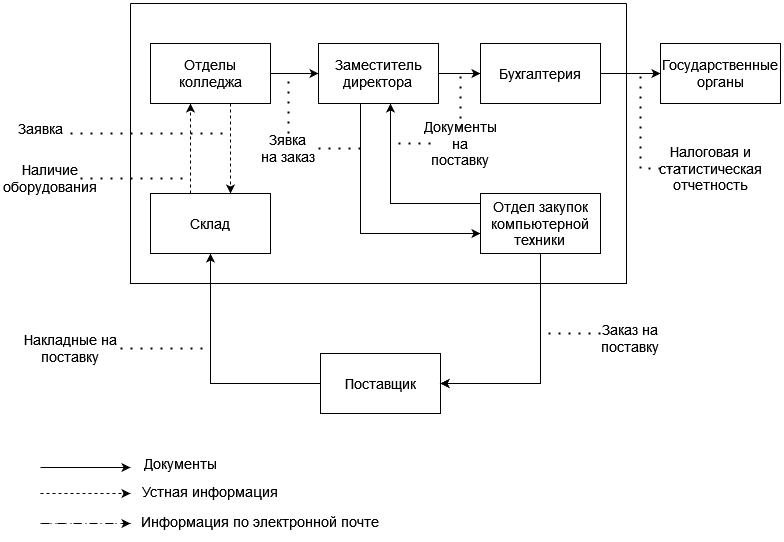 Отделы
колледжа
Заместитель
директора
Бухгалтерия
Государственные
органы
Заявка
Зявка
на заказ
Документы
на
поставку
Налоговая и
статистическая
отчетность
Наличие
оборудования
Склад
Отдел закупок
компьютерной
техники
Накладные на
поставку
Заказ на
поставку
Поставщик
Документы
Устная информация
Информация по электронной почте